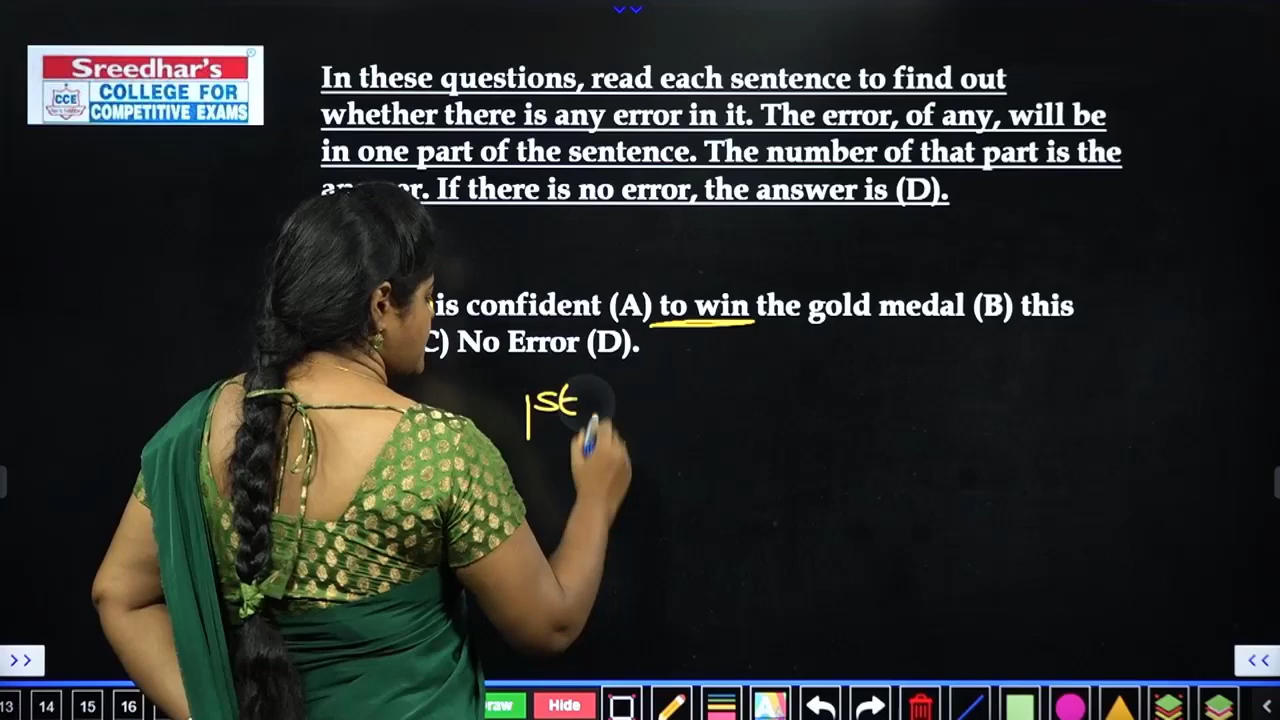 Sreedhar's
CCE
COLLEGE FOR
COMPETITIVE EXAMS
In these questions, read each sentence to find out
whether there is any error in it. The error, of any, will be
in one part of the sentence. The number of that part is the
If there is no error, the answer is (D).
is confident (A) to win the gold medal (B) this
C) No Error (D).
1st
>>
<<
13 14 15 16
Hide